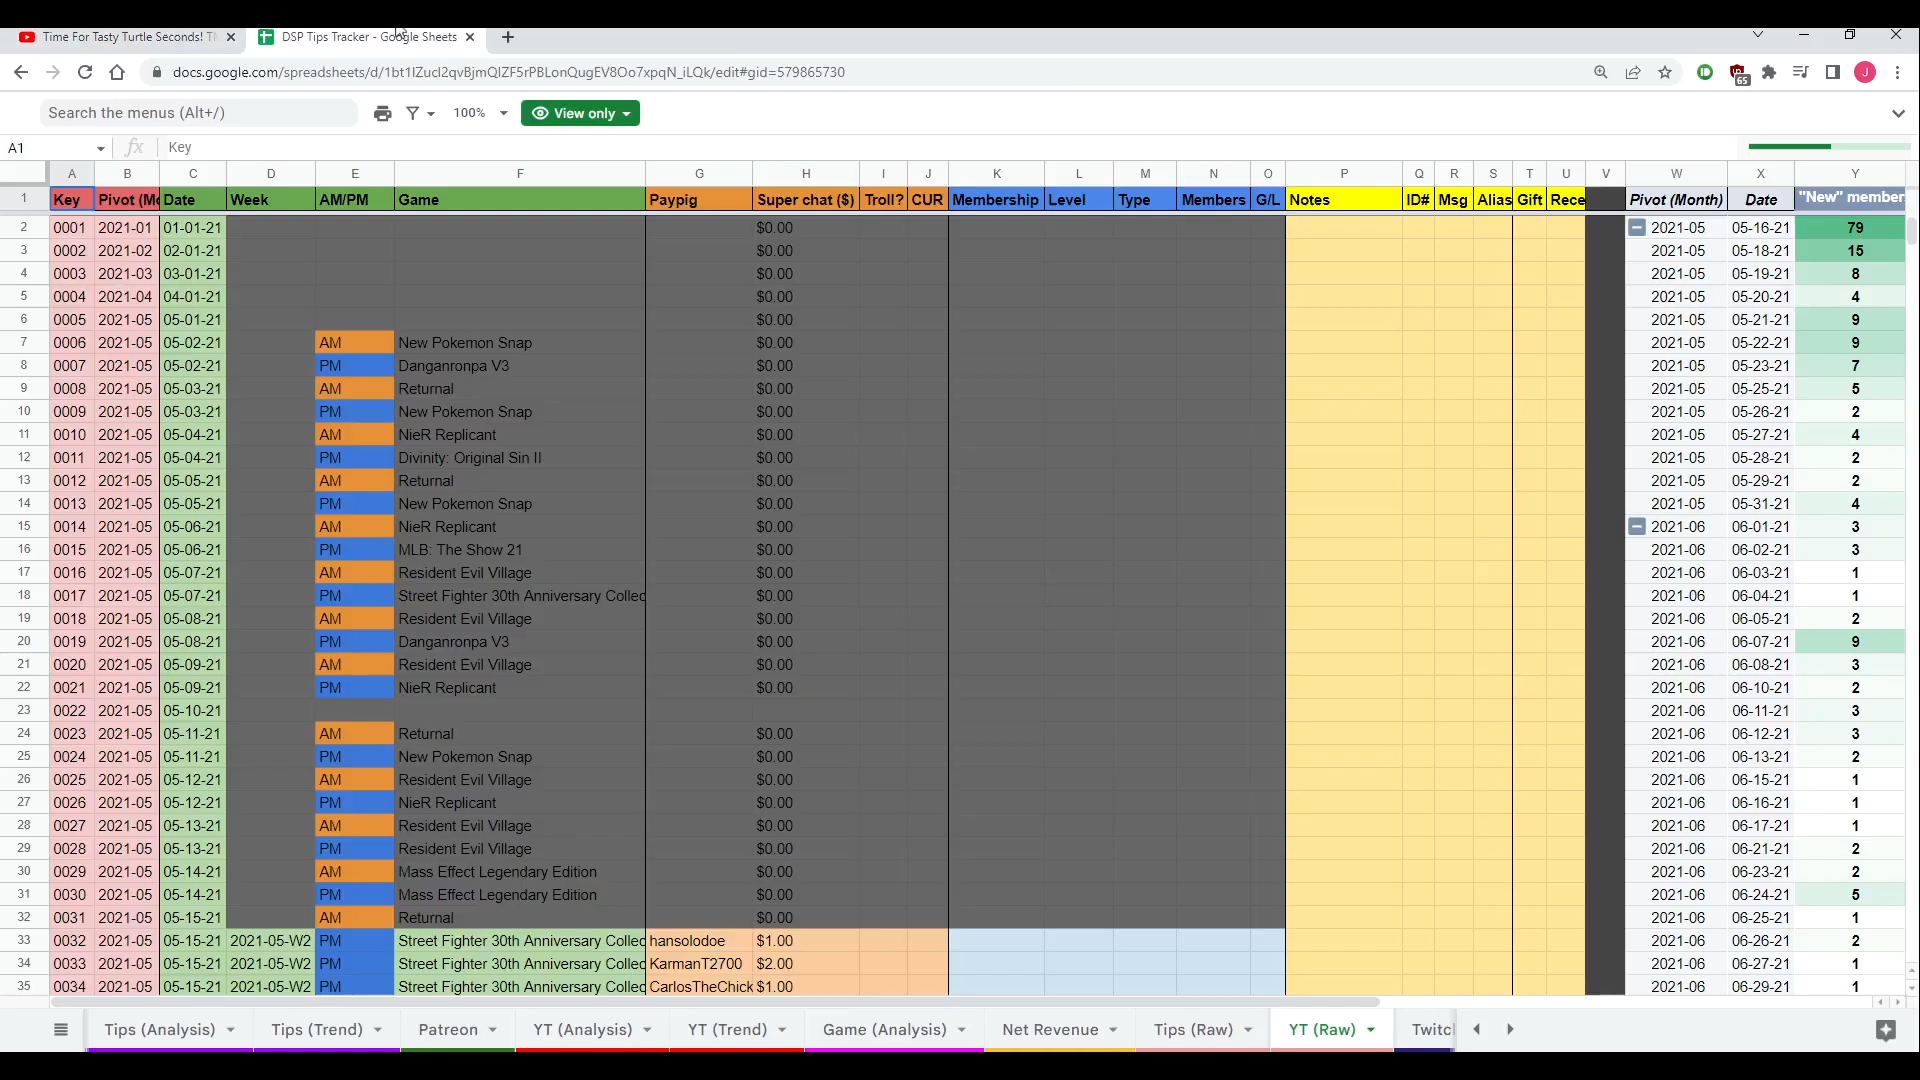 Time For Tasty Turtle Seconds!
DSP Tips Tracker - Google Sheets
docs.google.com/spreadsheets/d/1bt1IZucl2qvBjmQIZF5rPBLonQugEV8Oo7xpqN_iLQk/edit#gid=579865730
65
J
Search the menus (Alt+/)
100%
View only
A1
fx
Key
A B C D E F G H I J K L M N O P Q R S T U V W X Y
1 Key Pivot (Mo Date Week AM/PM Game Paypig Super chat ($) Troll? CUR Membership Level Type Members G/L Notes ID# Msg Alias Gift Rece Pivot (Month) Date "New" member
2 0001 2021-01 01-01-21 $0.00 2021-05 05-16-21 79
3 0002 2021-02 02-01-21 $0.00 2021-05 05-18-21 15
4 0003 2021-03 03-01-21 $0.00 2021-05 05-19-21 8
5 0004 2021-04 04-01-21 $0.00 2021-05 05-20-21 4
6 0005 2021-05 05-01-21 $0.00 2021-05 05-21-21 9
7 0006 2021-05 05-02-21 AM New Pokemon Snap $0.00 2021-05 05-22-21 9
8 0007 2021-05 05-02-21 PM Danganronpa V3 $0.00 2021-05 05-23-21 7
9 0008 2021-05 05-03-21 AM Returnal $0.00 2021-05 05-25-21 5
10 0009 2021-05 05-03-21 PM New Pokemon Snap $0.00 2021-05 05-26-21 2
11 0010 2021-05 05-04-21 AM NieR Replicant $0.00 2021-05 05-27-21 4
12 0011 2021-05 05-04-21 PM Divinity: Original Sin II $0.00 2021-05 05-28-21 2
13 0012 2021-05 05-05-21 AM Returnal $0.00 2021-05 05-29-21 2
14 0013 2021-05 05-05-21 PM New Pokemon Snap $0.00 2021-05 05-31-21 4
15 0014 2021-05 05-06-21 AM NieR Replicant $0.00 2021-06 06-01-21 3
16 0015 2021-05 05-06-21 PM MLB: The Show 21 $0.00 2021-06 06-02-21 3
17 0016 2021-05 05-07-21 AM Resident Evil Village $0.00 2021-06 06-03-21 1
18 0017 2021-05 05-07-21 PM Street Fighter 30th Anniversary Collec $0.00 2021-06 06-04-21 1
19 0018 2021-05 05-08-21 AM Resident Evil Village $0.00 2021-06 06-05-21 2
20 0019 2021-05 05-08-21 PM Danganronpa V3 $0.00 2021-06 06-07-21 9
21 0020 2021-05 05-09-21 AM Resident Evil Village $0.00 2021-06 06-08-21 3
22 0021 2021-05 05-09-21 PM NieR Replicant $0.00 2021-06 06-10-21 2
23 0022 2021-05 05-10-21 2021-06 06-11-21 3
24 0023 2021-05 05-11-21 AM Returnal $0.00 2021-06 06-12-21 3
25 0024 2021-05 05-11-21 PM New Pokemon Snap $0.00 2021-06 06-13-21 2
26 0025 2021-05 05-12-21 AM Resident Evil Village $0.00 2021-06 06-15-21 1
27 0026 2021-05 05-12-21 PM NieR Replicant $0.00 2021-06 06-16-21 1
28 0027 2021-05 05-13-21 AM Resident Evil Village $0.00 2021-06 06-17-21 1
29 0028 2021-05 05-13-21 PM Resident Evil Village $0.00 2021-06 06-21-21 2
30 0029 2021-05 05-14-21 AM Mass Effect Legendary Edition $0.00 2021-06 06-23-21 2
31 0030 2021-05 05-14-21 PM Mass Effect Legendary Edition $0.00 2021-06 06-24-21 5
32 0031 2021-05 05-15-21 AM Returnal $0.00 2021-06 06-25-21 1
33 0032 2021-05 05-15-21 2021-05-W2 PM Street Fighter 30th Anniversary Collec hansolodoe $1.00 2021-06 06-26-21 2
34 0033 2021-05 05-15-21 2021-05-W2 PM Street Fighter 30th Anniversary Collec KarmanT2700 $2.00 2021-06 06-27-21 1
35 0034 2021-05 05-15-21 2021-05-W2 PM Street Fighter 30th Anniversary Collec CarlosTheChick $1.00 2021-06 06-29-21 1
Tips (Analysis) Tips (Trend) Patreon YT (Analysis) YT (Trend) Game (Analysis) Net Revenue Tips (Raw) YT (Raw) Twitc